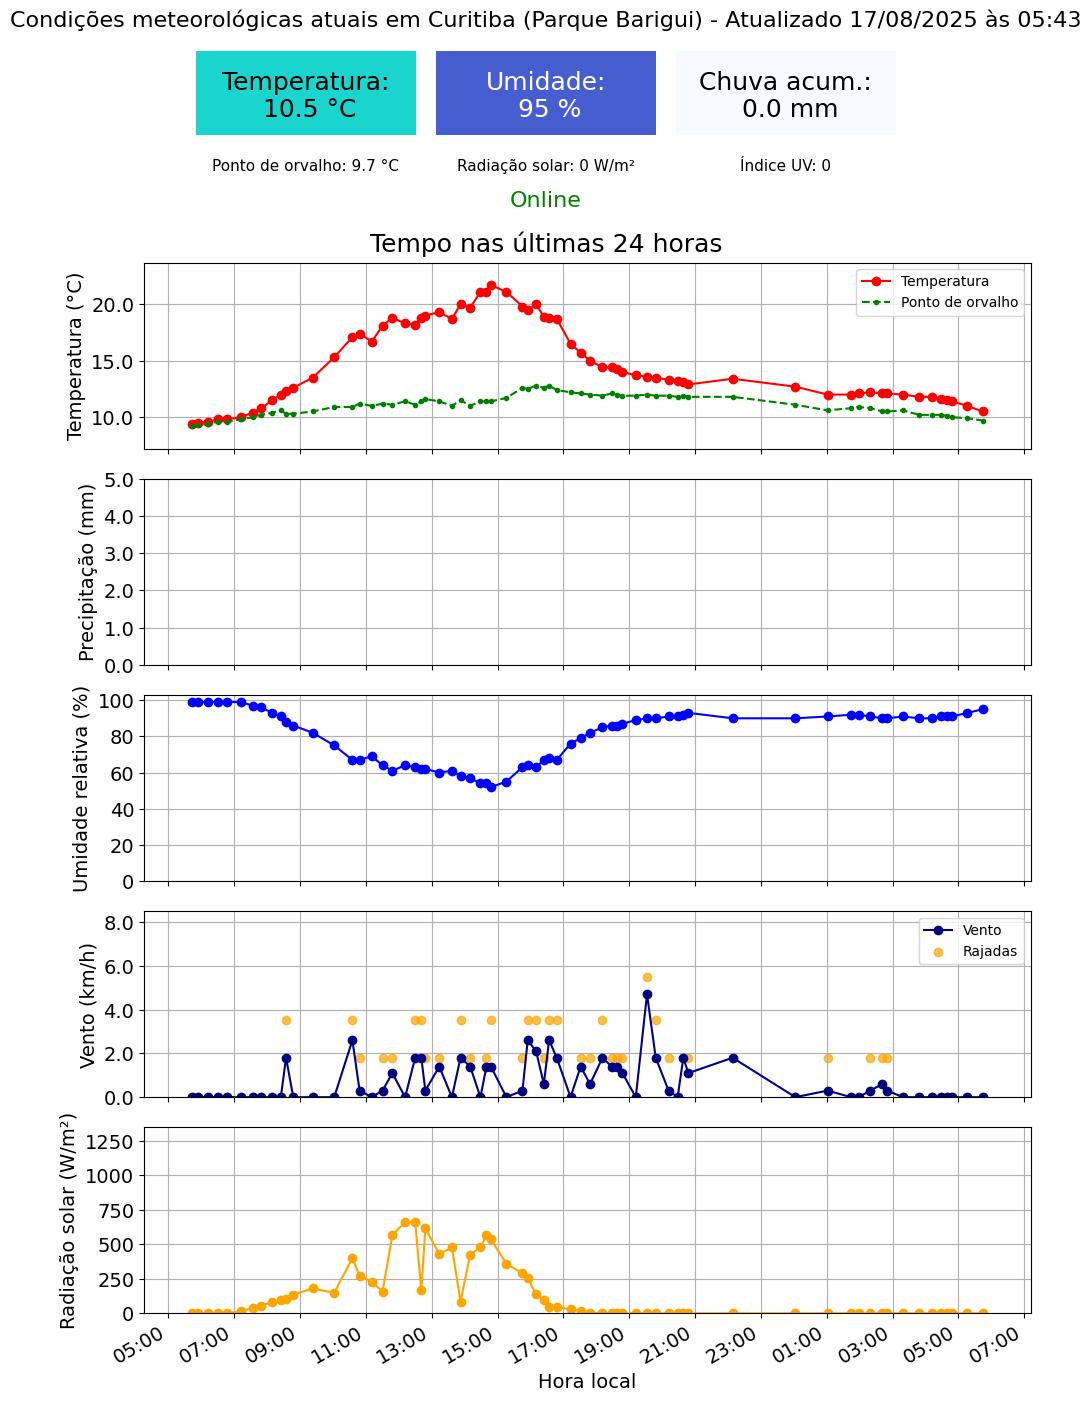 Condições meteorológicas atuais em Curitiba (Parque Barigui) - Atualizado 17/08/2025 às 05:43
Temperatura:
10.5 °C
Umidade:
95 %
Chuva acum.:
0.0 mm
Ponto de orvalho: 9.7 °C
Radiação solar: 0 W/m²
Índice UV: 0
Online
Tempo nas últimas 24 horas
Temperatura (°C)
20.0
15.0
10.0
Temperatura
Ponto de orvalho
Precipitação (mm)
5.0
4.0
3.0
2.0
1.0
0.0
Umidade relativa (%)
100
80
60
40
20
0
Vento (km/h)
8.0
6.0
4.0
2.0
0.0
Vento
Rajadas
Radiação solar (W/m²)
1250
1000
750
500
250
0
05:00
07:00
09:00
11:00
13:00
15:00
17:00
19:00
21:00
23:00
01:00
03:00
05:00
07:00
Hora local